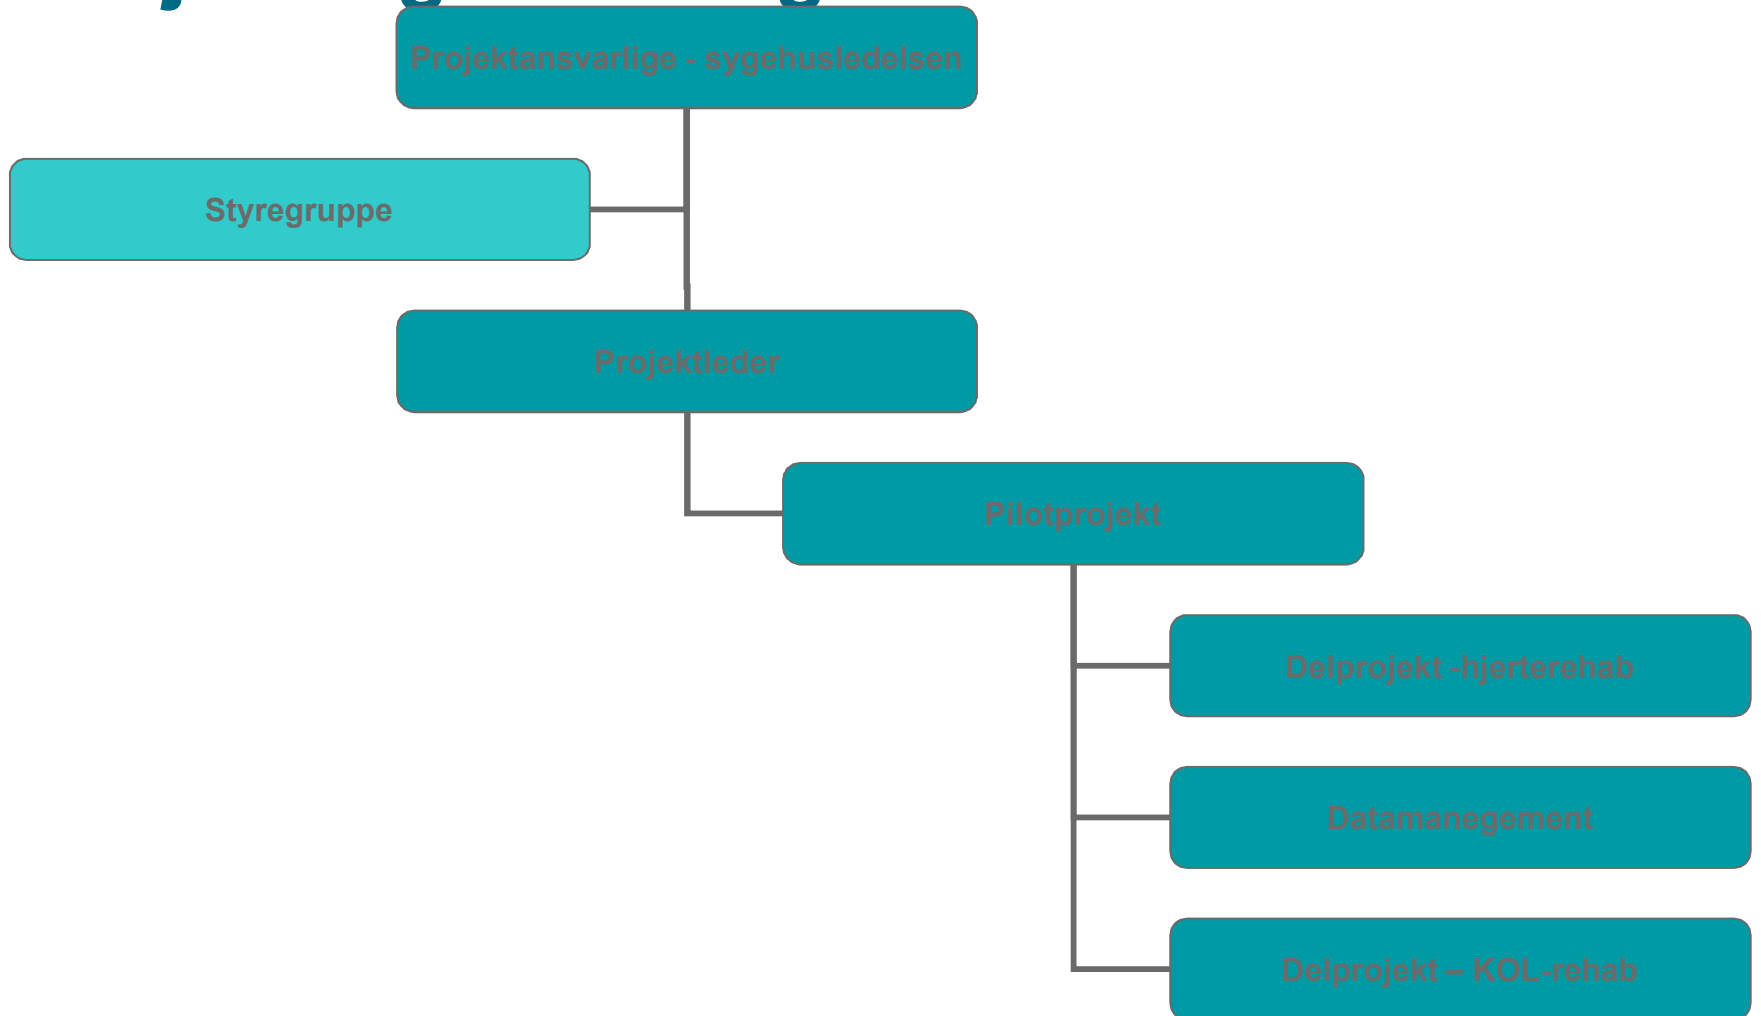 Projektansvarlige - sygehusledelsen
Styregruppe
Projektleder
Pilotprojekt
Delprojekt -hjerterehab
Datamanegement
Delprojekt – KOL-rehab